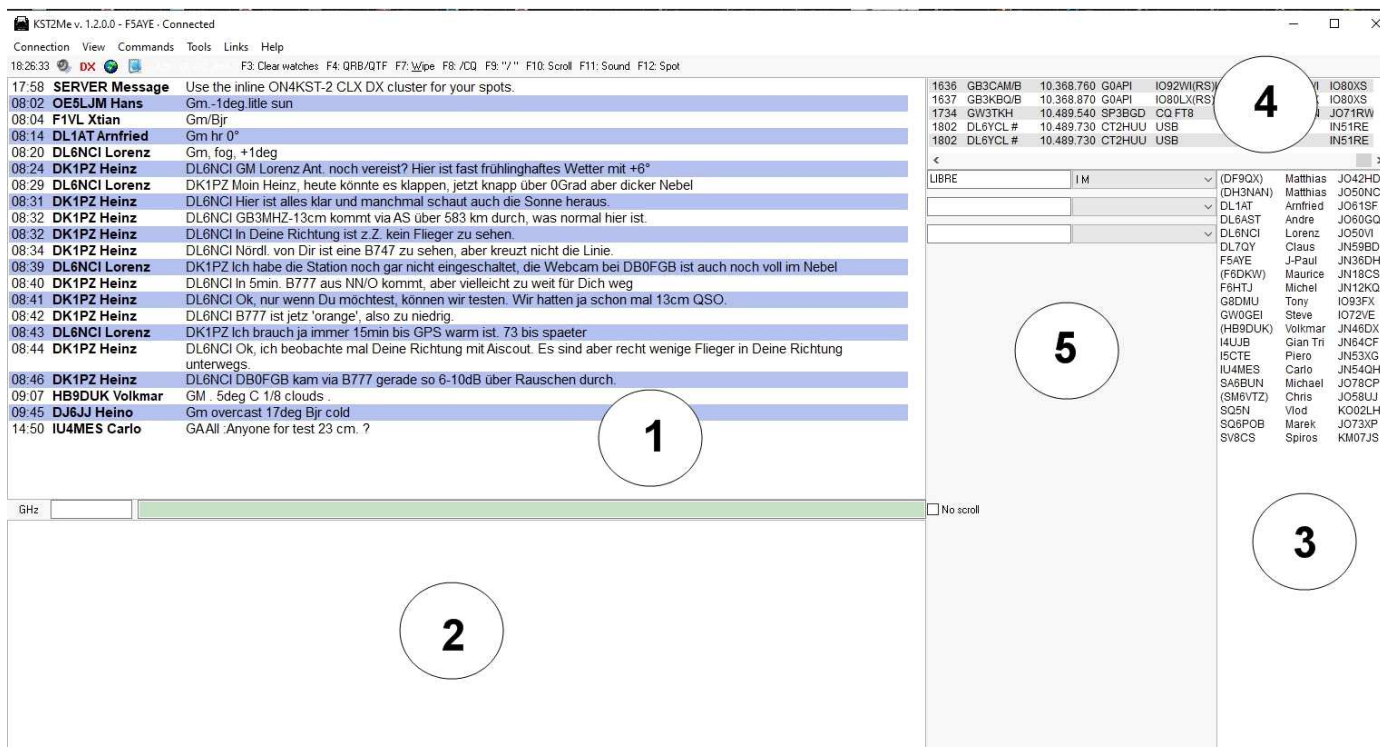 KST2Me v. 1.2.0.0 - F5AYE - Connected
Connection View Commands Tools Links Help
18:26:33 DX F3: Clear watches F4: QRB/QTF F7: Wipe F8: /CQ F9: "/" F10: Scroll F11: Sound F12: Spot
17:58 SERVER Message Use the inline ON4KST-2 CLX DX cluster for your spots.
08:02 OE5LJM Hans Gm.-1deg.litle sun
08:04 F1VL Xtian Gm/Bjr
08:14 DL1AT Arnfried Gm hr 0°
08:20 DL6NCI Lorenz Gm, fog, +1deg
08:24 DK1PZ Heinz DL6NCI GM Lorenz Ant. noch vereist? Hier ist fast frühlinghaftes Wetter mit +6°
08:29 DL6NCI Lorenz DK1PZ Moin Heinz, heute könnte es klappen, jetzt knapp über 0Grad aber dicker Nebel
08:31 DK1PZ Heinz DL6NCI Hier ist alles klar und manchmal schaut auch die Sonne heraus.
08:32 DK1PZ Heinz DL6NCI GB3MHZ-13cm kommt via AS über 583 km durch, was normal hier ist.
08:32 DK1PZ Heinz DL6NCI In Deine Richtung ist z.Z. kein Flieger zu sehen.
08:34 DK1PZ Heinz DL6NCI Nördl. von Dir ist eine B747 zu sehen, aber kreuzt nicht die Linie.
08:39 DL6NCI Lorenz DK1PZ Ich habe die Station noch gar nicht eingeschaltet, die Webcam bei DB0FGB ist auch noch voll im Nebel
08:40 DK1PZ Heinz DL6NCI In 5min. B777 aus NN/O kommt, aber vielleicht zu weit für Dich weg
08:41 DK1PZ Heinz DL6NCI Ok, nur wenn Du möchtest, können wir testen. Wir hatten ja schon mal 13cm QSO.
08:42 DK1PZ Heinz DL6NCI B777 ist jetz 'orange', also zu niedrig.
08:43 DL6NCI Lorenz DK1PZ Ich brauch ja immer 15min bis GPS warm ist. 73 bis spaeter
08:44 DK1PZ Heinz DL6NCI Ok, ich beobachte mal Deine Richtung mit Aiscout. Es sind aber recht wenige Flieger in Deine Richtung
unterwegs.
08:46 DK1PZ Heinz DL6NCI DB0FGB kam via B777 gerade so 6-10dB über Rauschen durch.
09:07 HB9DUK Volkmar GM . 5deg C 1/8 clouds .
09:45 DJ6JJ Heino Gm overcast 17deg Bjr cold
14:50 IU4MES Carlo GA All :Anyone for test 23 cm. ?
1
GHz
No scroll
2
1636 GB3CAM/B 10.368.760 G0API IO92WI(RS) IO80XS
1637 GB3KBQ/B 10.368.870 G0API IO80LX(RS) IO80XS
1734 GW3TKH 10.489.540 SP3BGD CQ FT8 JO71RW
1802 DL6YCL # 10.489.730 CT2HUU USB IN51RE
1802 DL6YCL # 10.489.730 CT2HUU USB IN51RE
4
LIBRE I M
5
(DF9QX) Matthias JO42HD
(DH3NAN) Matthias JO50NC
DL1AT Arnfried JO61SF
DL6AST Andre JO60GQ
DL6NCI Lorenz JO50VI
DL7QY Claus JN59BD
F5AYE J-Paul JN36DH
(F6DKW) Maurice JN18CS
F6HTJ Michel JN12KQ
G8DMU Tony IO93FX
GW0GEI Steve IO72VE
(HB9DUK) Volkmar JN46DX
I4UJB Gian Tri JN64CF
I5CTE Piero JN53XG
IU4MES Carlo JN54QH
SA6BUN Michael JO78CP
(SM6VTZ) Chris JO58UJ
SQ5N Vlod KO02LH
SQ6POB Marek JO73XP
SV8CS Spiros KM07JS
3